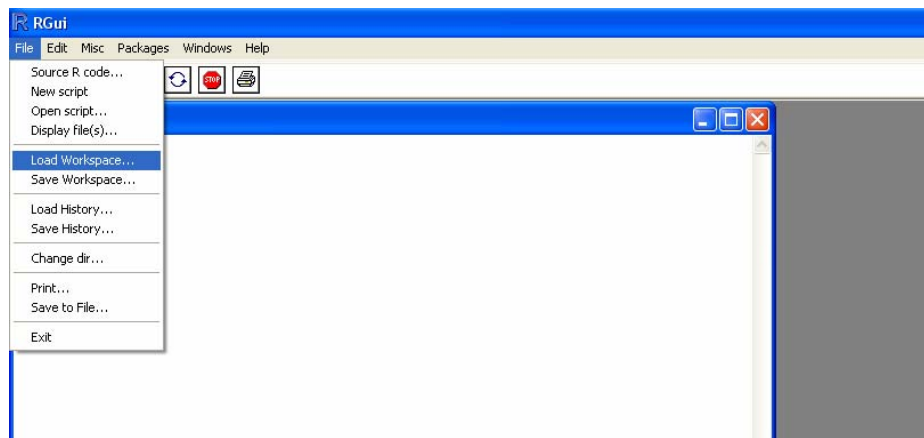 R RGui
File Edit Misc Packages Windows Help
Source R code...
New script
Open script...
Display file(s)...
Load Workspace...
Save Workspace...
Load History...
Save History...
Change dir...
Print...
Save to File...
Exit
STOP